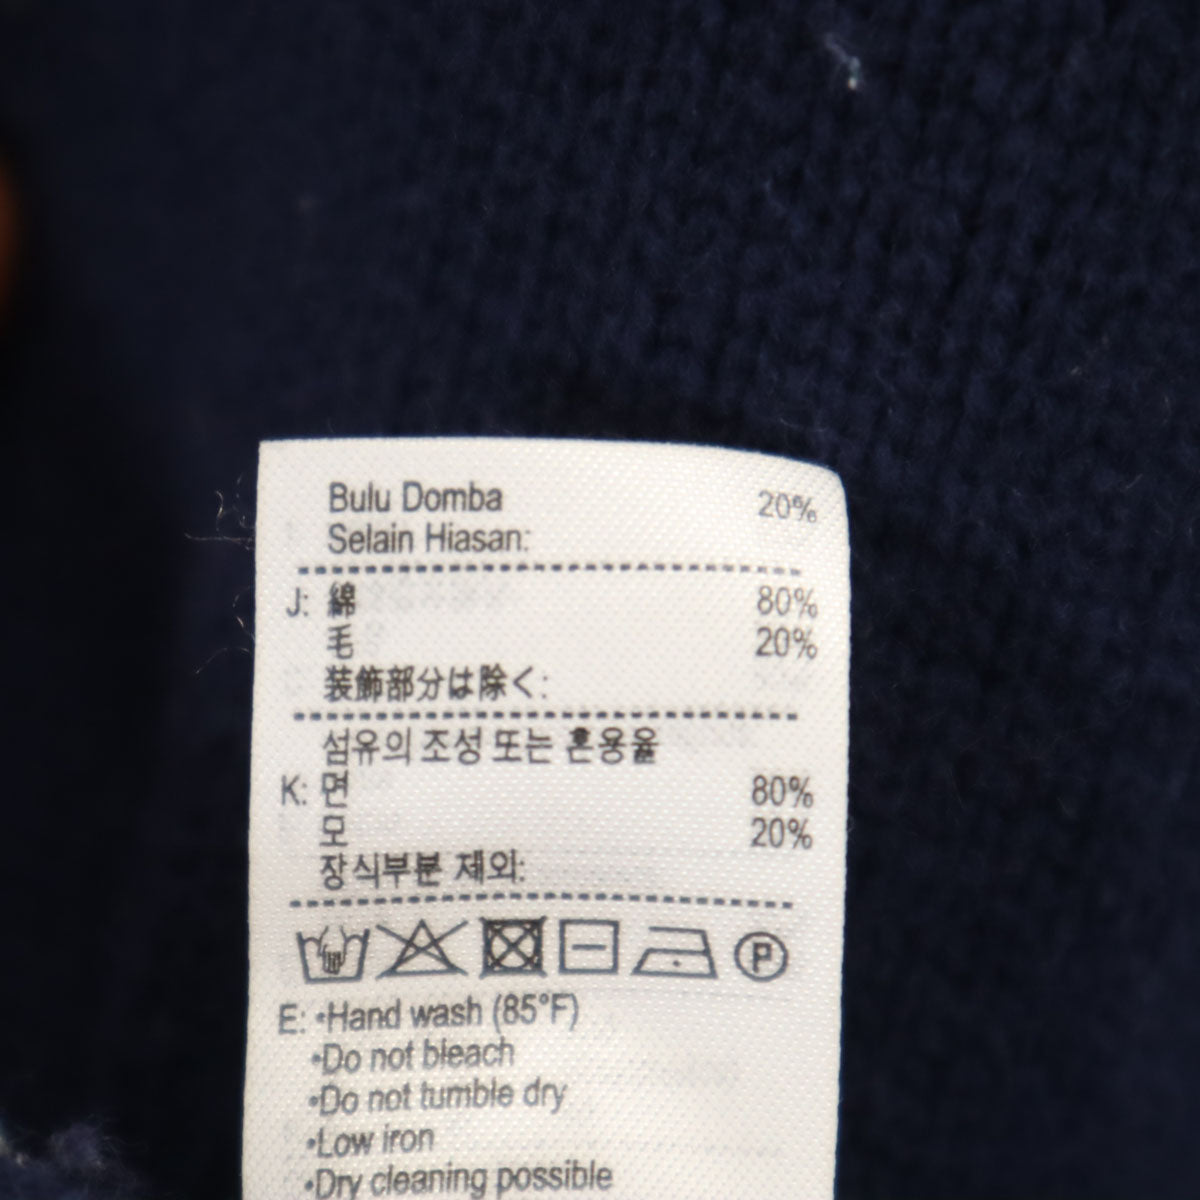 Bulu Domba 20%
Selain Hiasan:
J: 綿 80%
毛 20%
装飾部分は除く:
섬유의 조성 또는 혼용율
K: 면 80%
모 20%
장식부분 제외:
P
E: •Hand wash (85°F)
•Do not bleach
•Do not tumble dry
•Low iron
•Dry cleaning possible